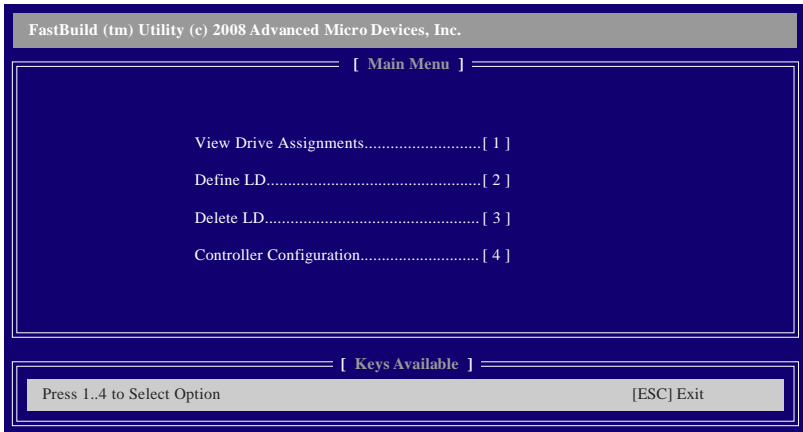 FastBuild (tm) Utility (c) 2008 Advanced Micro Devices, Inc.
[ Main Menu ]
View Drive Assignments...........................[ 1 ]
Define LD.................................................[ 2 ]
Delete LD.................................................[ 3 ]
Controller Configuration...........................[ 4 ]
[ Keys Available ]
Press 1..4 to Select Option [ESC] Exit